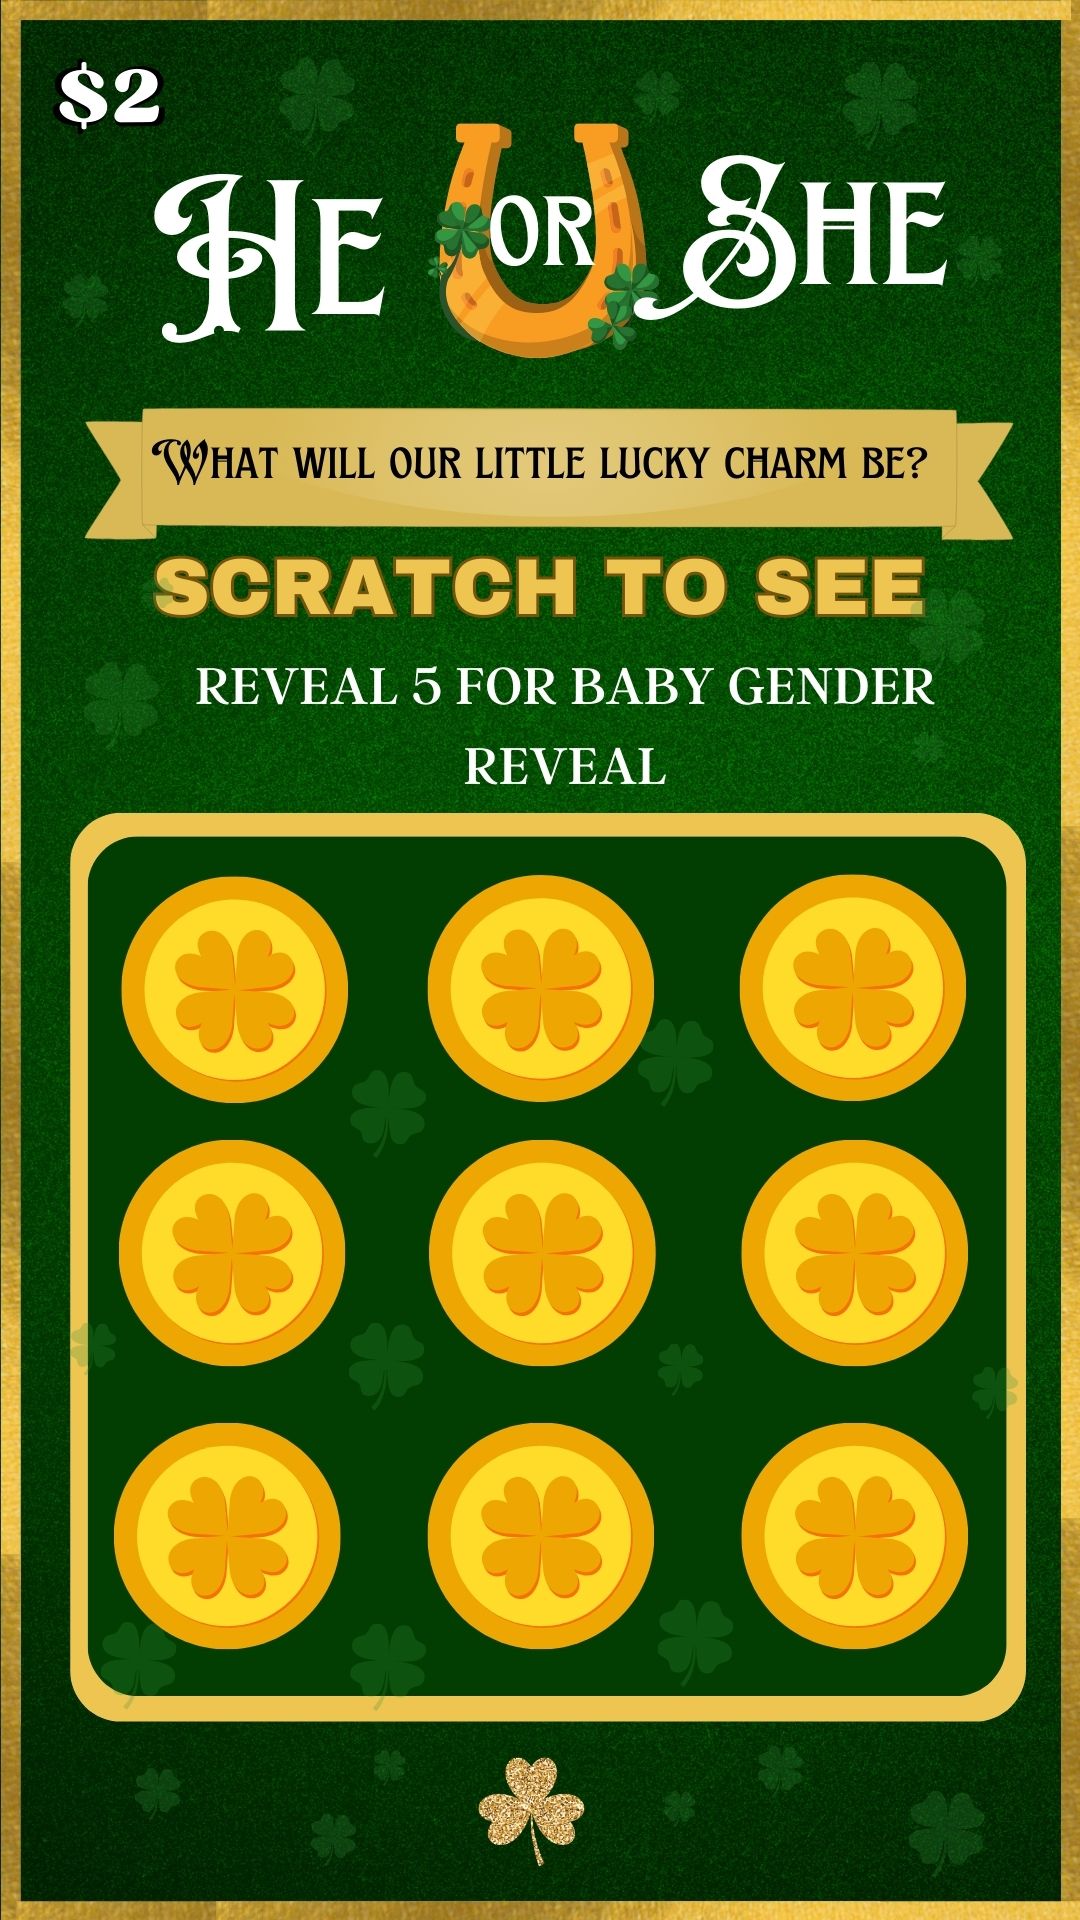 $2
He or She
What will our little lucky charm be?
SCRATCH TO SEE
REVEAL 5 FOR BABY GENDER
REVEAL